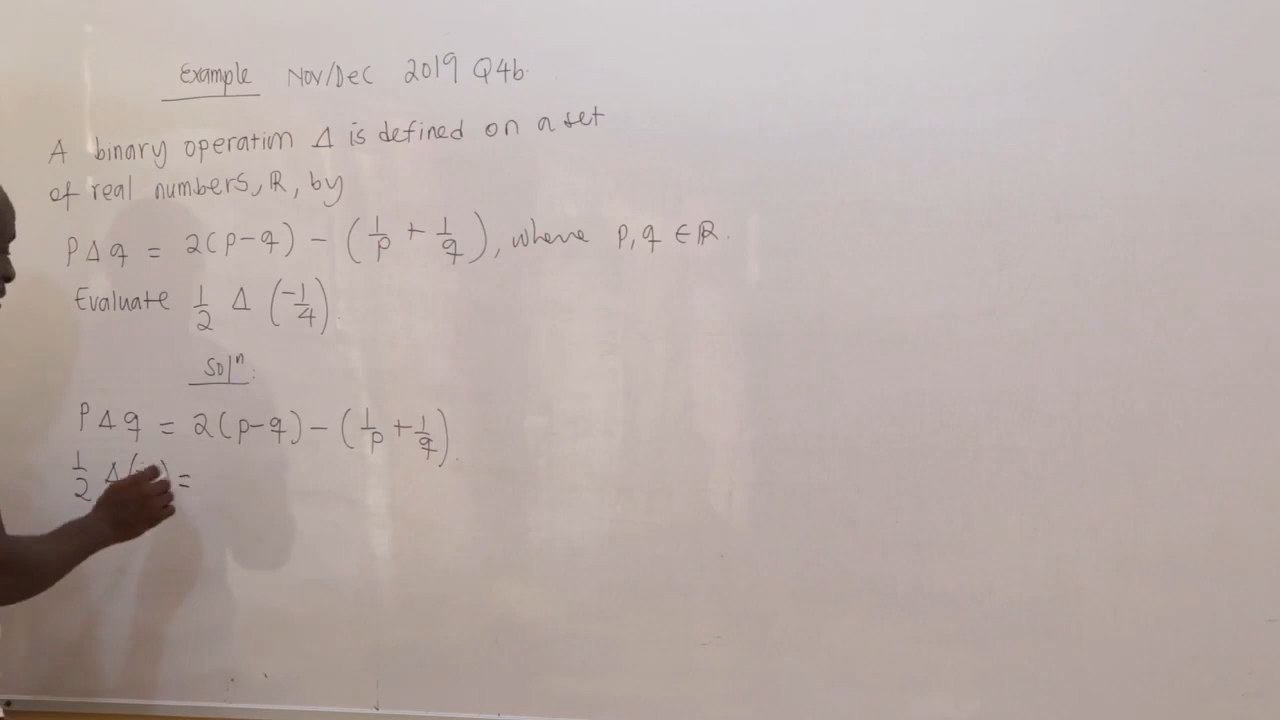 Example Nov/Dec 2019 Q4b.
A binary operation Δ is defined on a set
of real numbers, ℝ, by
P Δ q = 2(p-q) - (1/p + 1/q), where p, q ∈ ℝ.
Evaluate 1/2 Δ (-1/4).
Solⁿ:
P Δ q = 2(p-q) - (1/p + 1/q).
1/2 Δ ( ) =